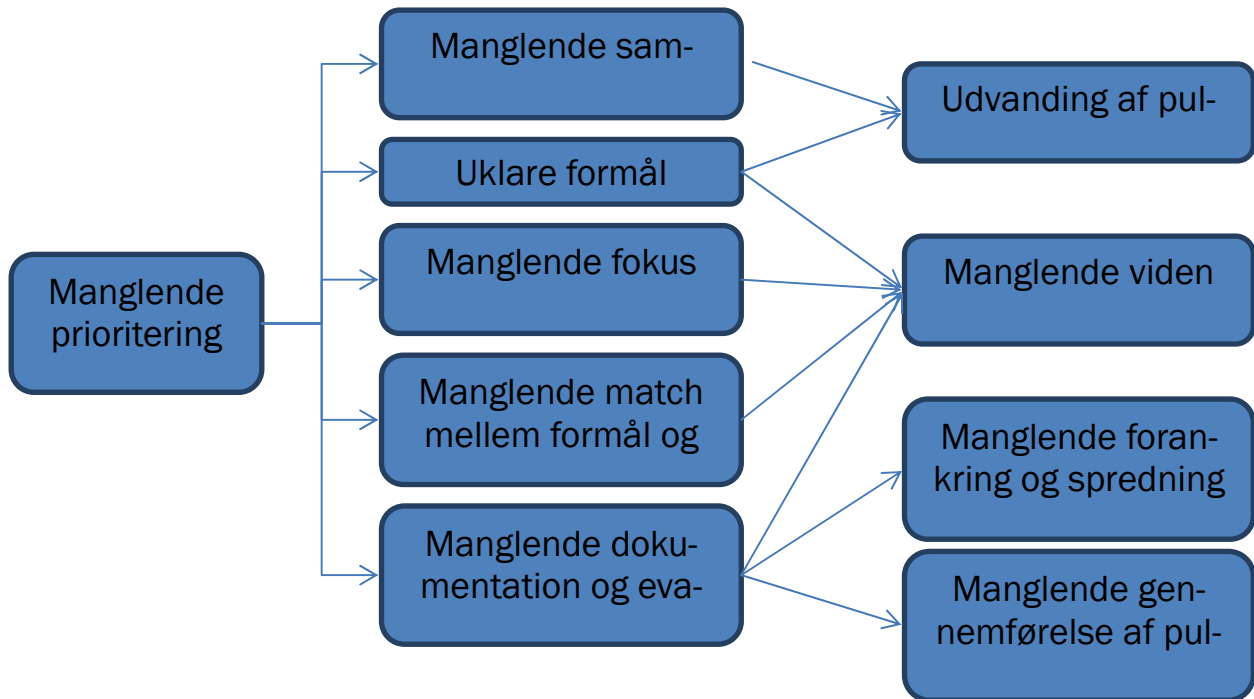 Manglende
prioritering
Manglende sam-
Uklare formål
Manglende fokus
Manglende match
mellem formål og
Manglende doku-
mentation og eva-
Udvanding af pul-
Manglende viden
Manglende foran-
kring og spredning
Manglende gen-
nemførelse af pul-